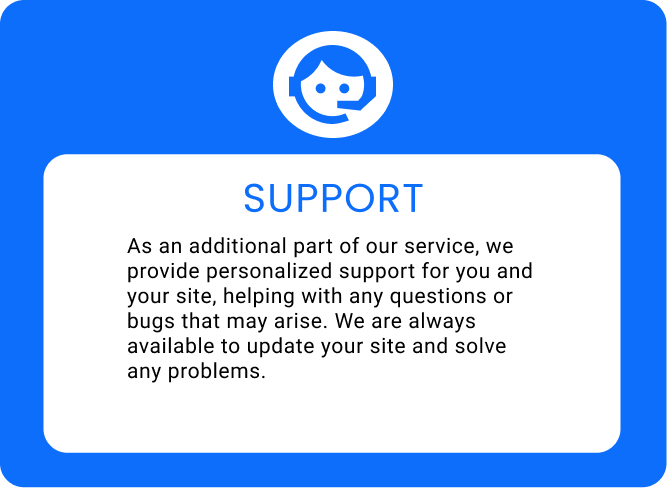 SUPPORT
As an additional part of our service, we
provide personalized support for you and
your site, helping with any questions or
bugs that may arise. We are always
available to update your site and solve
any problems.